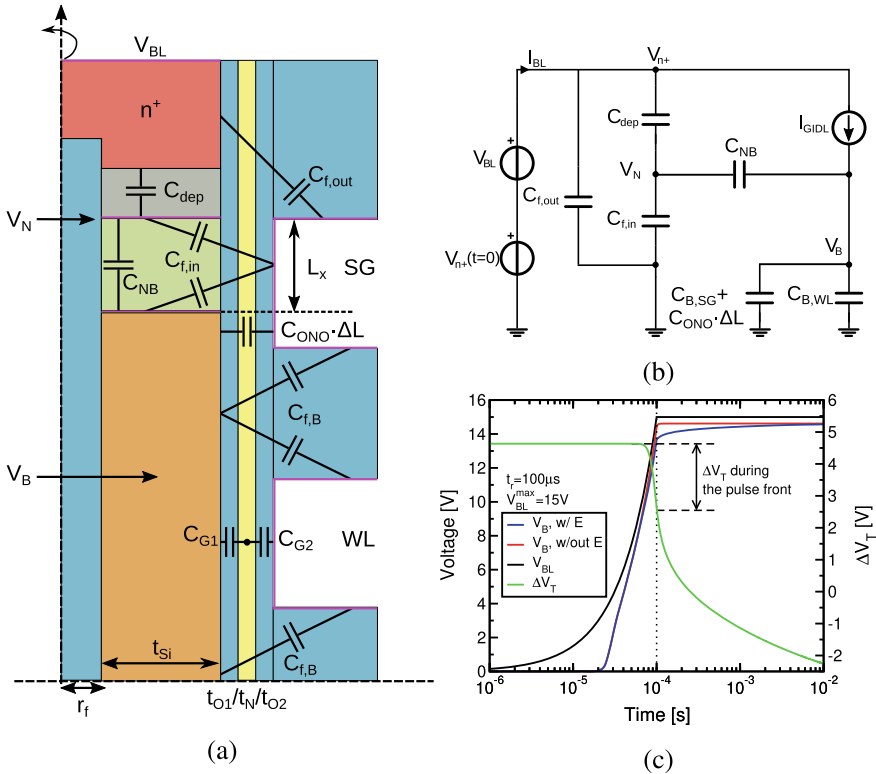 V_BL
n⁺
C_f,out
C_dep
V_N
C_f,in
C_NB
L_x
SG
C_ONO·ΔL
C_f,B
V_B
C_G1
C_G2
WL
t_Si
C_f,B
r_f
t_O1/t_N/t_O2
(a)
I_BL
V_n+
C_dep
I_GIDL
C_NB
V_BL
V_N
C_f,out
C_f,in
V_n+(t=0)
V_B
C_B,SG+
C_ONO·ΔL
C_B,WL
(b)
16
14
12
10
8
6
4
2
0
Voltage [V]
t_r=100μs
V_BL^max=15V
V_B, w/ E
V_B, w/out E
V_BL
ΔV_T
ΔV_T during
the pulse front
6
5
4
3
2
1
0
-1
-2
ΔV_T [V]
10⁻⁶
10⁻⁵
10⁻⁴
10⁻³
10⁻²
Time [s]
(c)